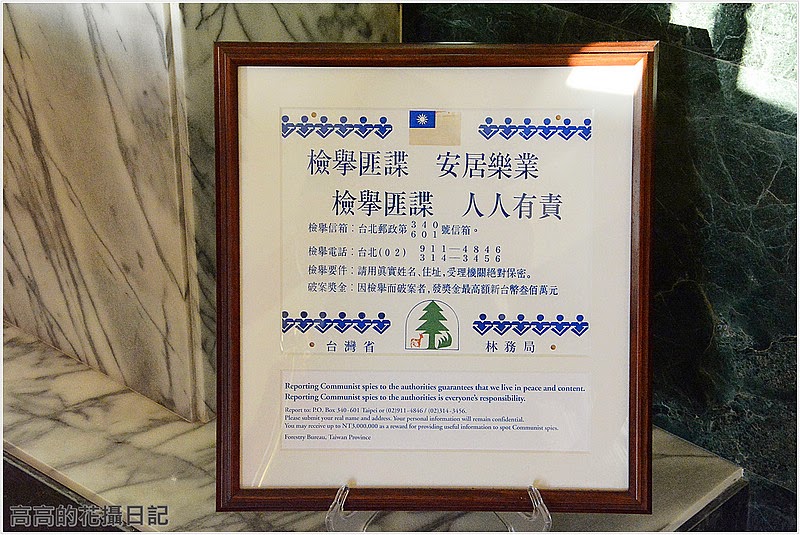 檢舉匪諜　安居樂業
檢舉匪諜　人人有責
檢舉信箱：台北郵政第340 601號信箱。
檢舉電話：台北(02) 911—4846 314—3456
檢舉要件：請用眞實姓名、住址，受理機關絕對保密。
破案獎金：因檢舉而破案者，發獎金最高額新台幣叁佰萬元
台灣省　林務局
Reporting Communist spies to the authorities guarantees that we live in peace and content.
Reporting Communist spies to the authorities is everyone's responsibility.
Report to: P.O. Box 340 - 601 Taipei or (02)911-4846 / (02)314-3456.
Please submit your real name and address. Your personal information will remain confidential.
You may receive up to NT3,000,000 as a reward for providing useful information to spot Communist spies.
Forestry Bureau, Taiwan Province
高高的花攝日記